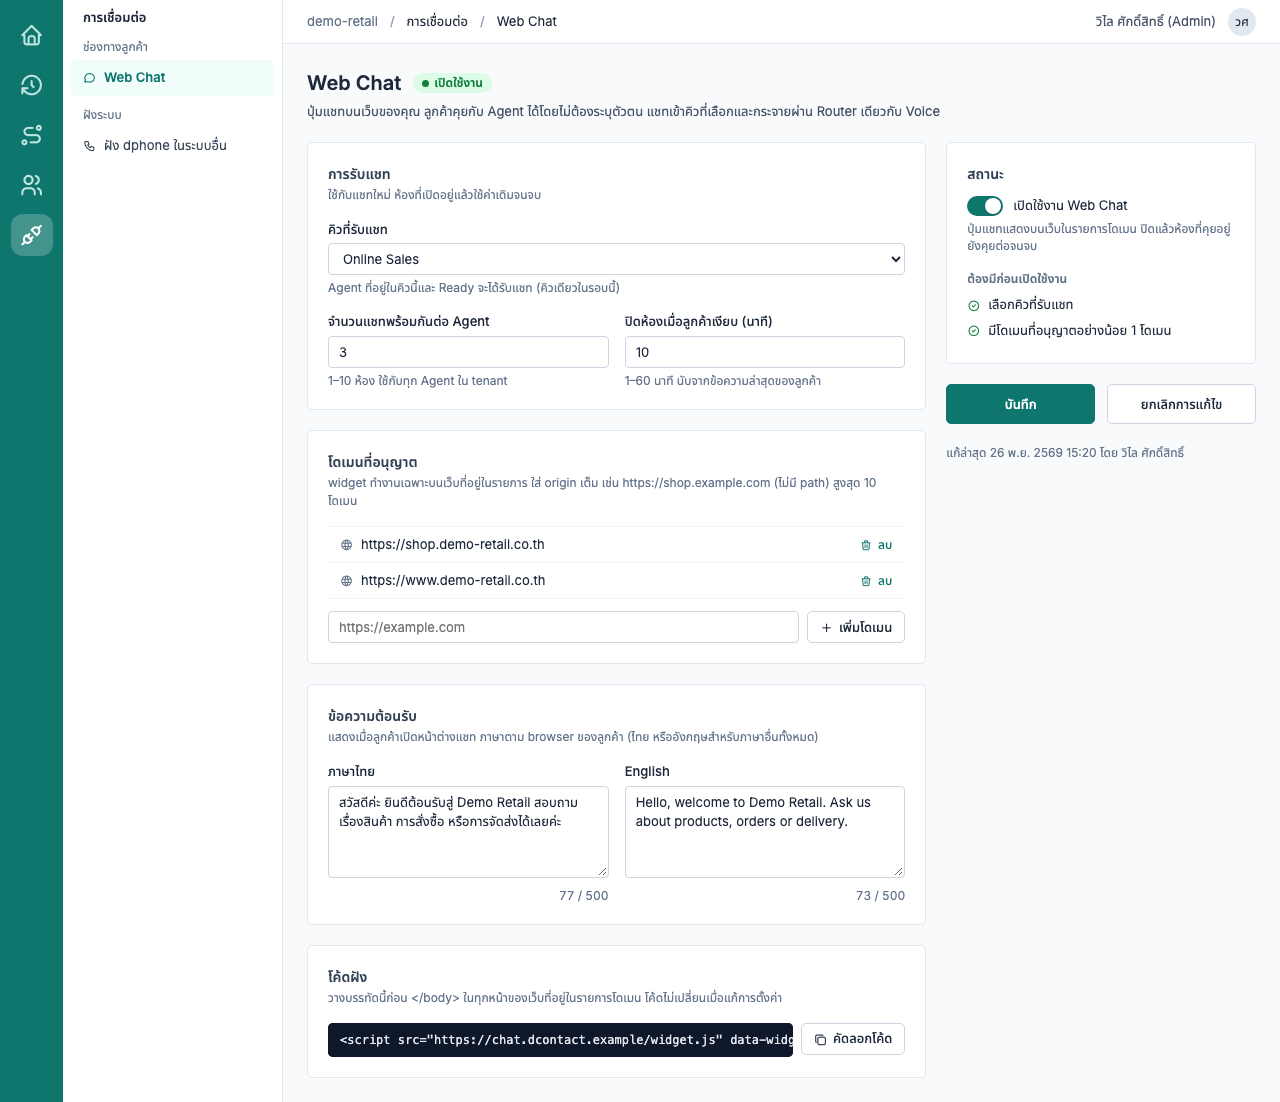 การเชื่อมต่อ
ช่องทางลูกค้า
Web Chat
ฝังระบบ
ฝัง dphone ในระบบอื่น
demo-retail / การเชื่อมต่อ / Web Chat
วิไล ศักดิ์สิทธิ์ (Admin) วศ
Web Chat เปิดใช้งาน
ปุ่มแชทบนเว็บของคุณ ลูกค้าคุยกับ Agent ได้โดยไม่ต้องระบุตัวตน แชทเข้าคิวที่เลือกและกระจายผ่าน Router เดียวกับ Voice
การรับแชท
ใช้กับแชทใหม่ ห้องที่เปิดอยู่แล้วใช้ค่าเดิมจนจบ
คิวที่รับแชท
Online Sales
Agent ที่อยู่ในคิวนี้และ Ready จะได้รับแชท (คิวเดียวในรอบนี้)
จำนวนแชทพร้อมกันต่อ Agent
3
1–10 ห้อง ใช้กับทุก Agent ใน tenant
ปิดห้องเมื่อลูกค้าเงียบ (นาที)
10
1–60 นาที นับจากข้อความล่าสุดของลูกค้า
โดเมนที่อนุญาต
widget ทำงานเฉพาะบนเว็บที่อยู่ในรายการ ใส่ origin เต็ม เช่น https://shop.example.com (ไม่มี path) สูงสุด 10
โดเมน
https://shop.demo-retail.co.th ลบ
https://www.demo-retail.co.th ลบ
https://example.com เพิ่มโดเมน
ข้อความต้อนรับ
แสดงเมื่อลูกค้าเปิดหน้าต่างแชท ภาษาตาม browser ของลูกค้า (ไทย หรืออังกฤษสำหรับภาษาอื่นทั้งหมด)
ภาษาไทย
สวัสดีค่ะ ยินดีต้อนรับสู่ Demo Retail สอบถาม
เรื่องสินค้า การสั่งซื้อ หรือการจัดส่งได้เลยค่ะ
77 / 500
English
Hello, welcome to Demo Retail. Ask us
about products, orders or delivery.
73 / 500
โค้ดฝัง
วางบรรทัดนี้ก่อน </body> ในทุกหน้าของเว็บที่อยู่ในรายการโดเมน โค้ดไม่เปลี่ยนเมื่อแก้การตั้งค่า
<script src="https://chat.dcontact.example/widget.js" data-widg
คัดลอกโค้ด
สถานะ
เปิดใช้งาน Web Chat
ปุ่มแชทแสดงบนเว็บในรายการโดเมน ปิดแล้วห้องที่คุยอยู่
ยังคุยต่อจนจบ
ต้องมีก่อนเปิดใช้งาน
เลือกคิวที่รับแชท
มีโดเมนที่อนุญาตอย่างน้อย 1 โดเมน
บันทึก
ยกเลิกการแก้ไข
แก้ล่าสุด 26 พ.ย. 2569 15:20 โดย วิไล ศักดิ์สิทธิ์